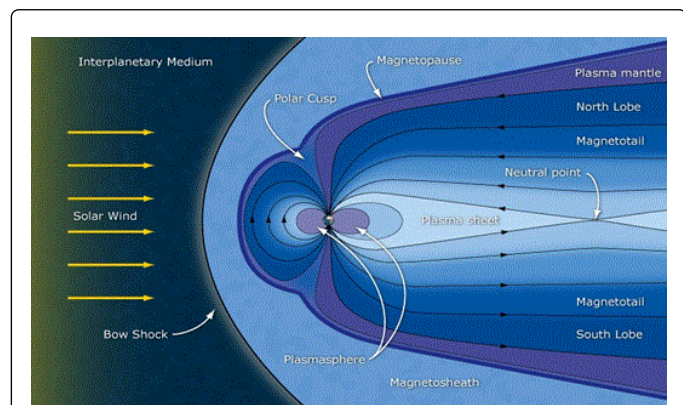 Interplanetary Medium
Magnetopause
Plasma mantle
Polar Cusp
North Lobe
Magnetotail
Neutral point
Solar Wind
Plasma sheet
Magnetotail
Bow Shock
South Lobe
Plasmasphere
Magnetosheath